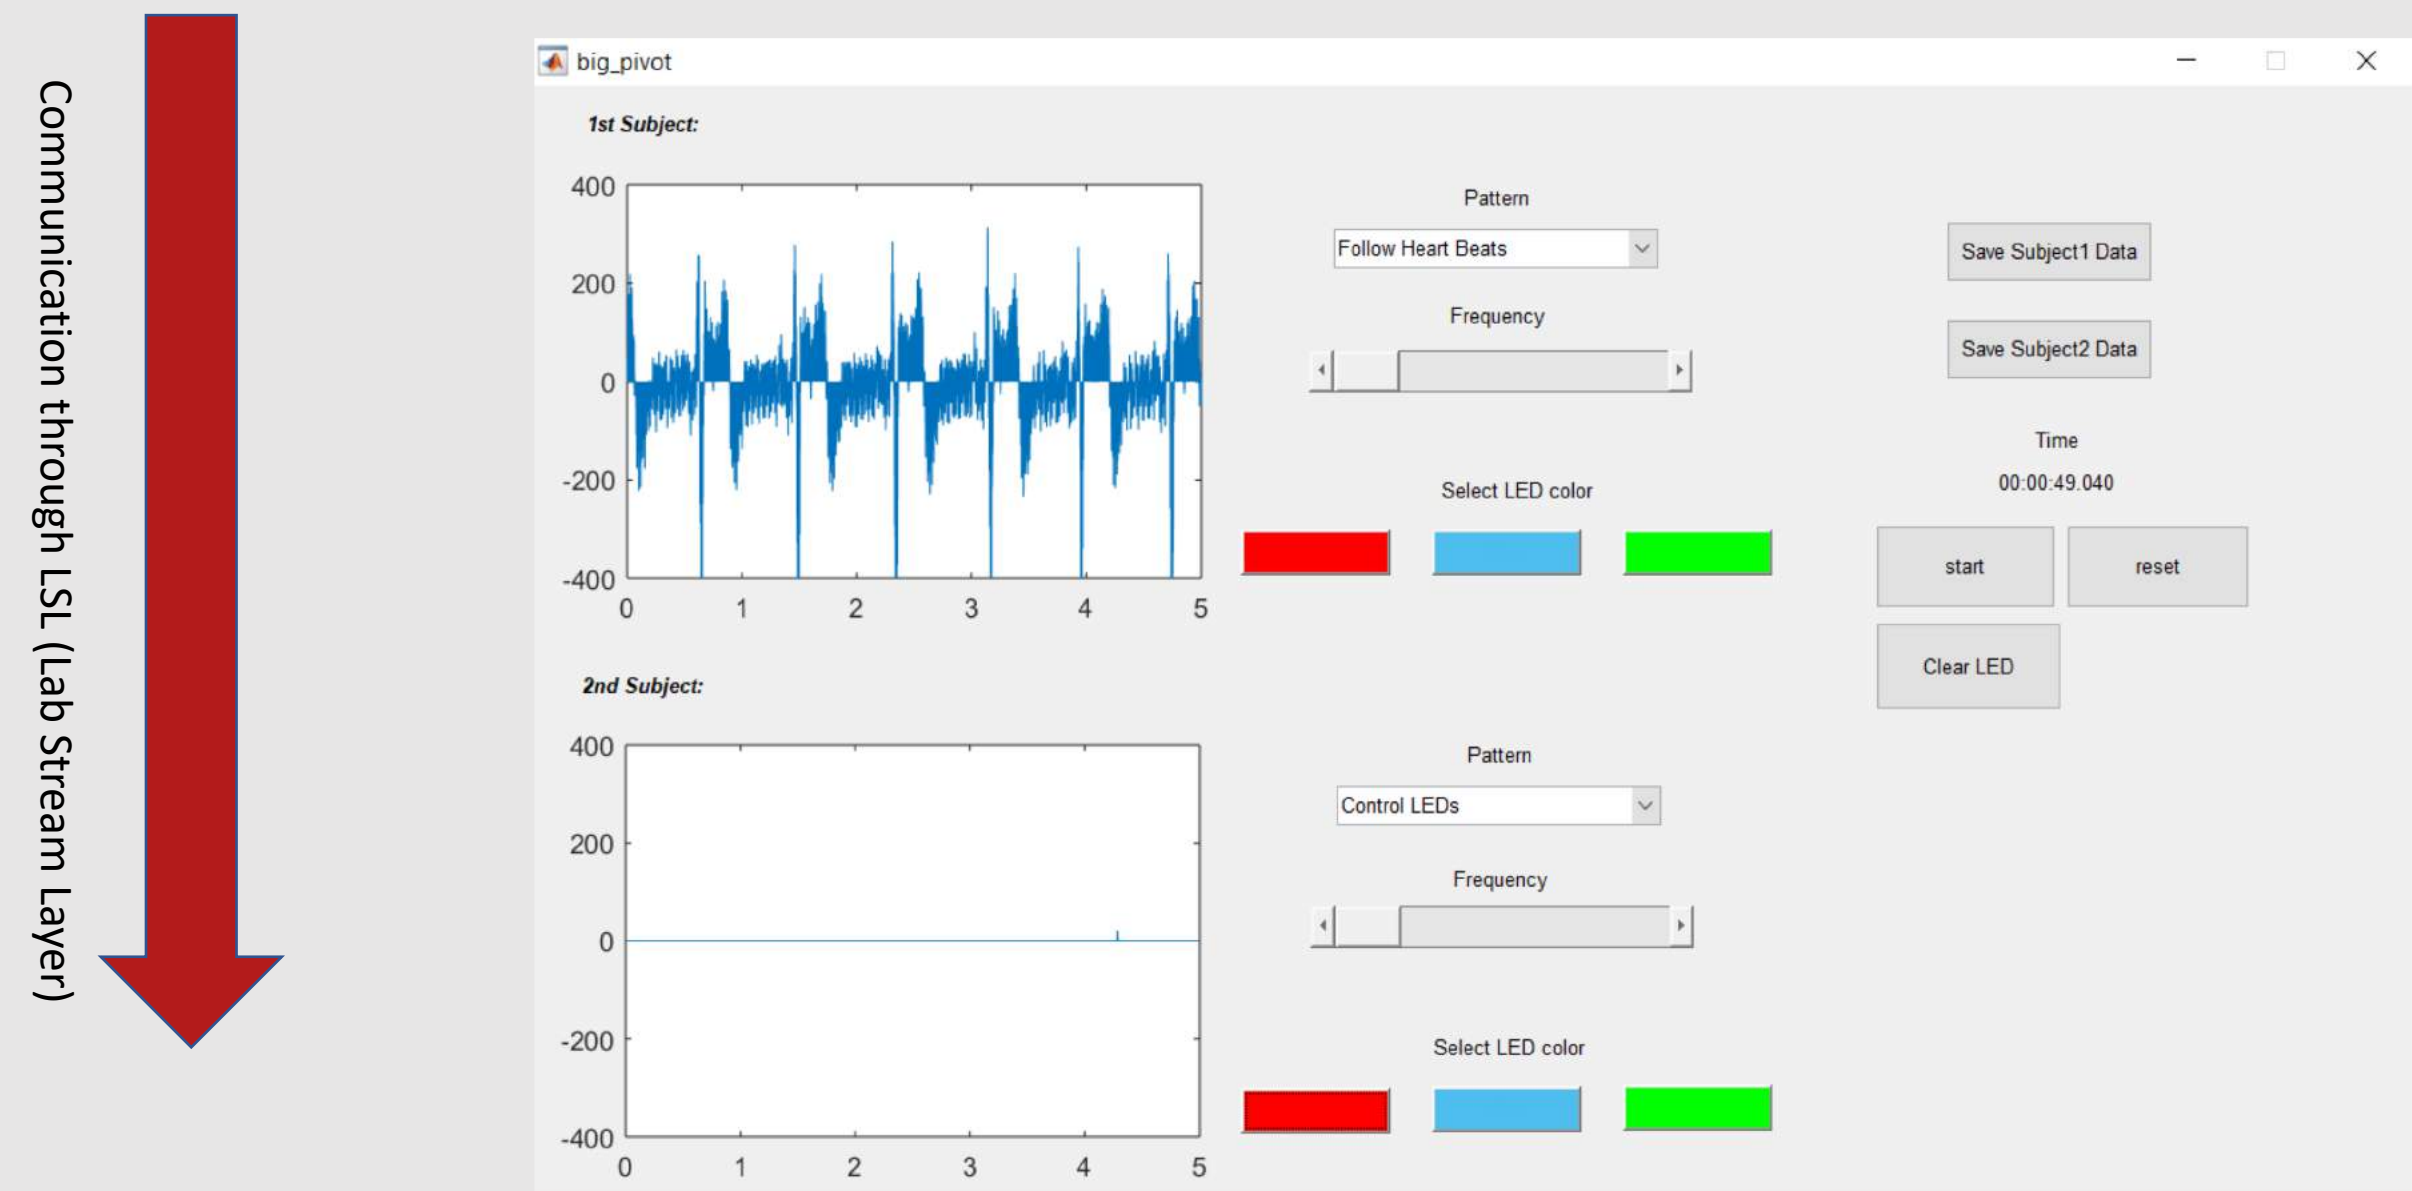 Communication through LSL (Lab Stream Layer)
big_pivot
1st Subject:
400
200
0
-200
-400
0 1 2 3 4 5
Pattern
Follow Heart Beats
Frequency
Select LED color
Save Subject1 Data
Save Subject2 Data
Time
00:00:49.040
start reset
Clear LED
2nd Subject:
400
200
0
-200
-400
0 1 2 3 4 5
Pattern
Control LEDs
Frequency
Select LED color